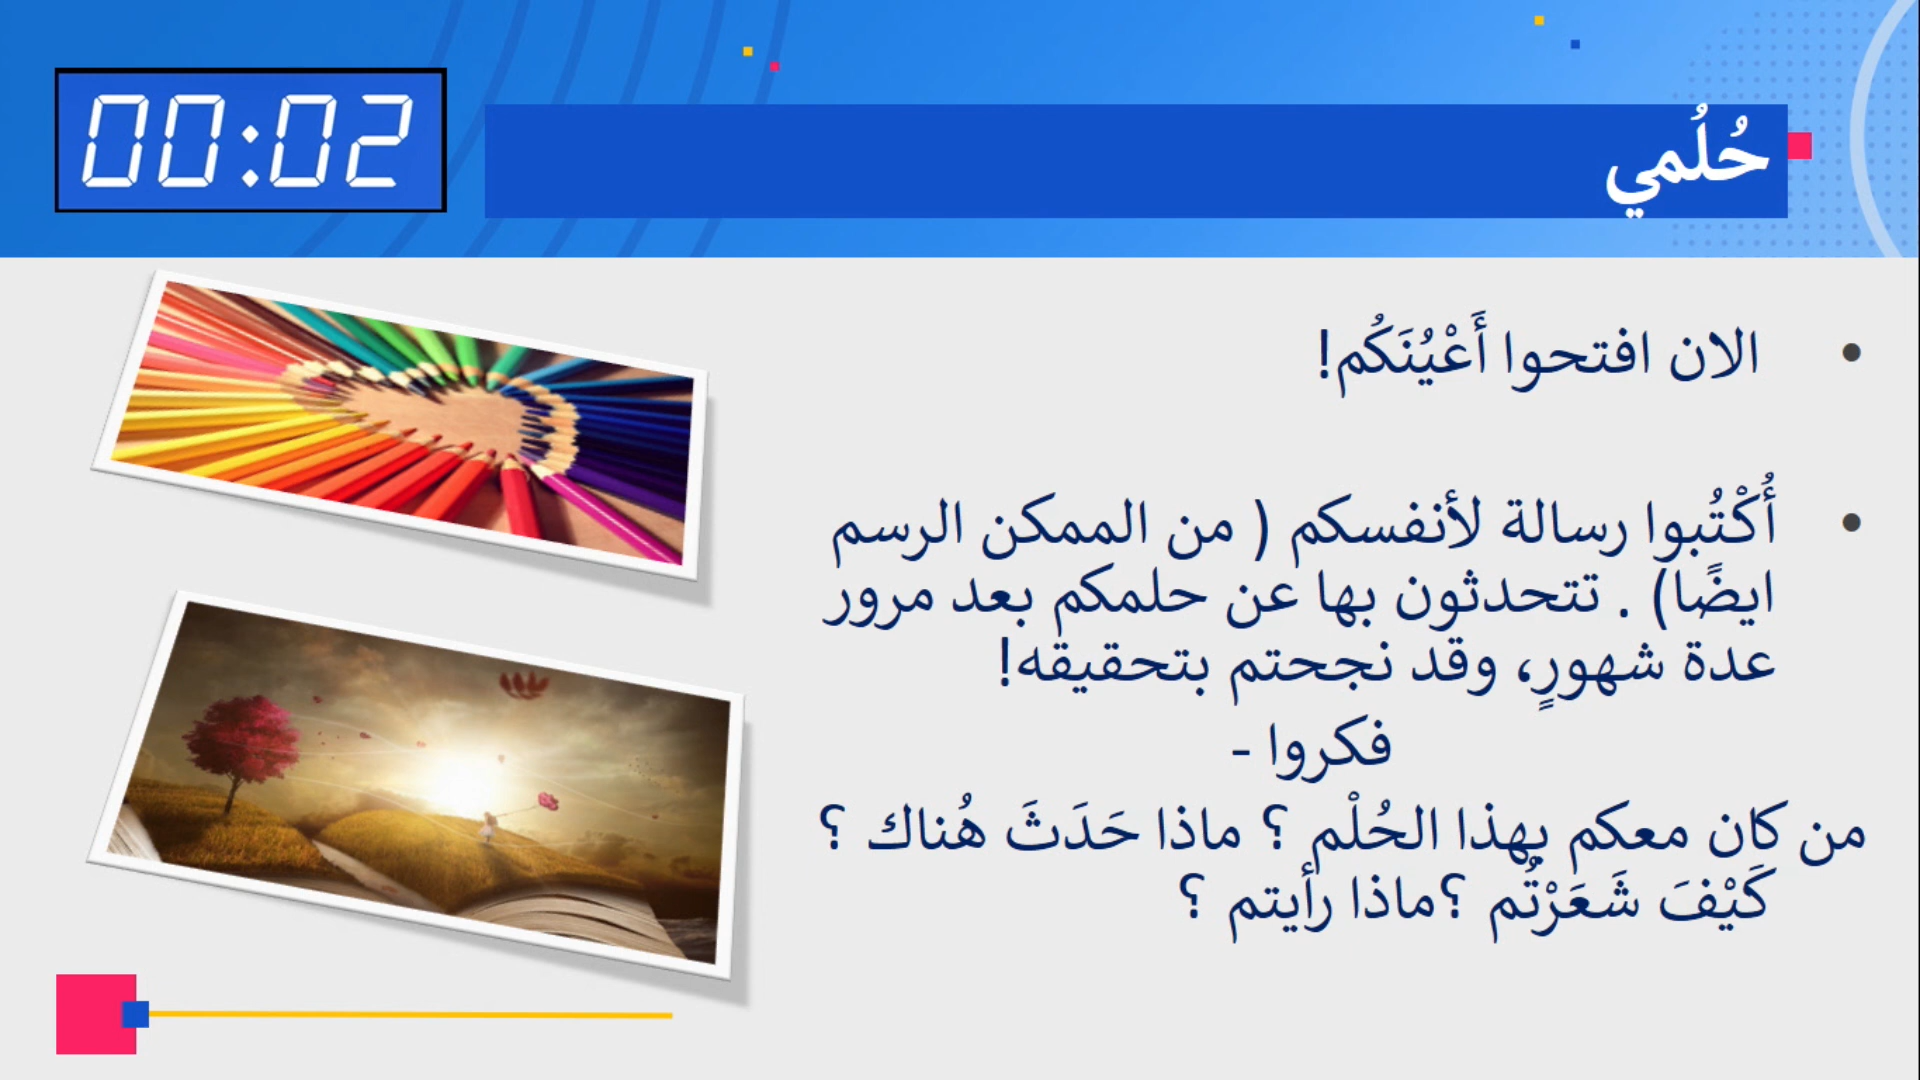 00:02
حُلُمي
الان افتحوا أَعْيُنَكُم!
أُكْتُبوا رسالة لأنفسكم ( من الممكن الرسم
ايضًا) . تتحدثون بها عن حلمكم بعد مرور
عدة شهورٍ، وقد نجحتم بتحقيقه!
فكروا -
من كان معكم بهذا الحُلْم ؟ ماذا حَدَثَ هُناك ؟
كَيْفَ شَعَرْتُم ؟ماذا رأيتم ؟